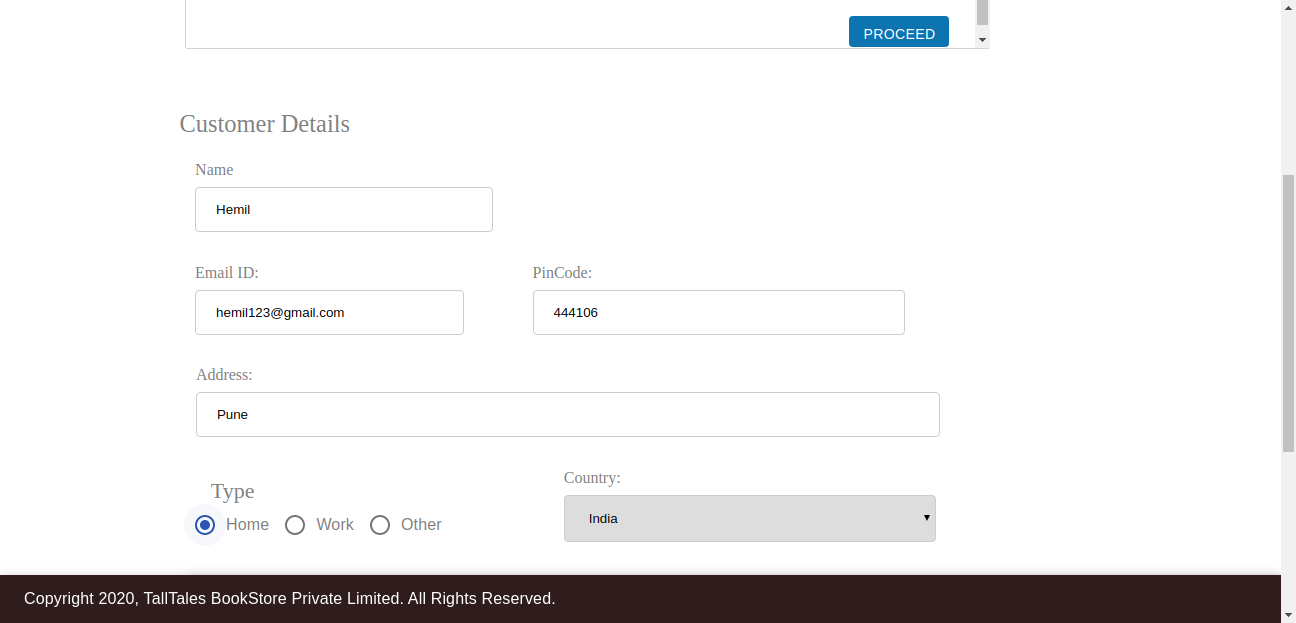 PROCEED
Customer Details
Name
Hemil
Email ID: PinCode:
hemil123@gmail.com 444106
Address:
Pune
Country:
Type
India
Home Work Other
Copyright 2020, TallTales BookStore Private Limited. All Rights Reserved.